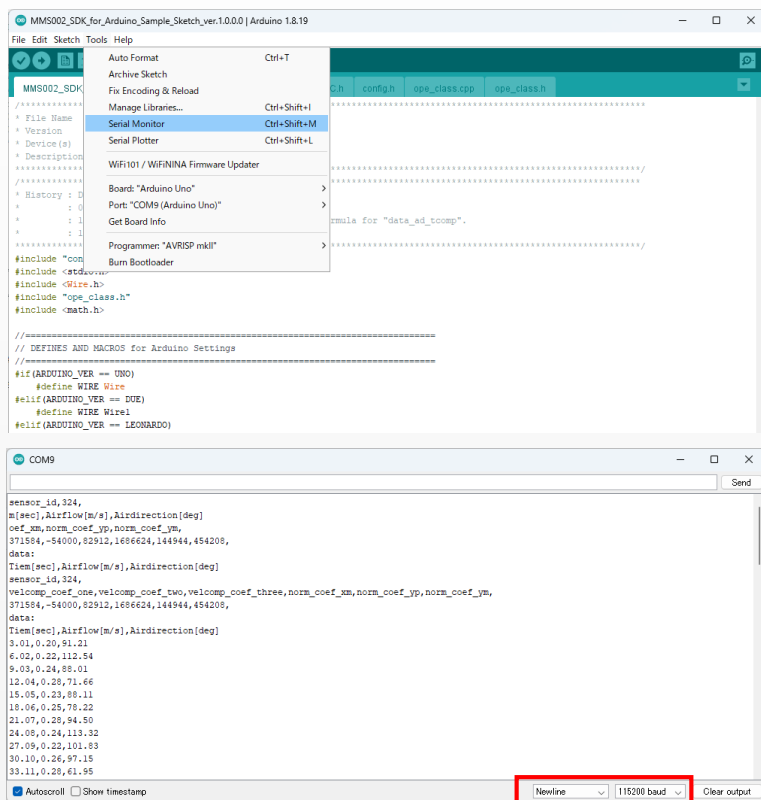 MMS002_SDK_for_Arduino_Sample_Sketch_ver.1.0.0.0 | Arduino 1.8.19
File Edit Sketch Tools Help
MMS002_SDK
C.h
config.h
ope_class.cpp
ope_class.h
Auto Format Ctrl+T
Archive Sketch
Fix Encoding & Reload
Manage Libraries... Ctrl+Shift+I
Serial Monitor Ctrl+Shift+M
Serial Plotter Ctrl+Shift+L
WiFi101 / WiFiNINA Firmware Updater
Board: "Arduino Uno"
Port: "COM9 (Arduino Uno)"
Get Board Info
Programmer: "AVRISP mkII"
Burn Bootloader
* File Name
* Version
* Device(s)
* Description
* History : D
* : 0
* : 1 rmula for "data_ad_tcomp".
* : 1
#include "con
#include <stdio.h>
#include <Wire.h>
#include "ope_class.h"
#include <math.h>
//==============================================================================
// DEFINES AND MACROS for Arduino Settings
//==============================================================================
#if(ARDUINO_VER == UNO)
#define WIRE Wire
#elif(ARDUINO_VER == DUE)
#define WIRE Wire1
#elif(ARDUINO_VER == LEONARDO)
COM9
Send
sensor_id,324,
m[sec],Airflow[m/s],Airdirection[deg]
oef_xm,norm_coef_yp,norm_coef_ym,
371584,-54000,82912,1686624,144944,454208,
data:
Tiem[sec],Airflow[m/s],Airdirection[deg]
sensor_id,324,
velcomp_coef_one,velcomp_coef_two,velcomp_coef_three,norm_coef_xm,norm_coef_yp,norm_coef_ym,
371584,-54000,82912,1686624,144944,454208,
data:
Tiem[sec],Airflow[m/s],Airdirection[deg]
3.01,0.20,91.21
6.02,0.22,112.54
9.03,0.24,88.01
12.04,0.28,71.66
15.05,0.23,88.11
18.06,0.25,78.22
21.07,0.28,94.50
24.08,0.24,113.32
27.09,0.22,101.83
30.10,0.26,97.15
33.11,0.28,61.95
Autoscroll Show timestamp Newline 115200 baud Clear output